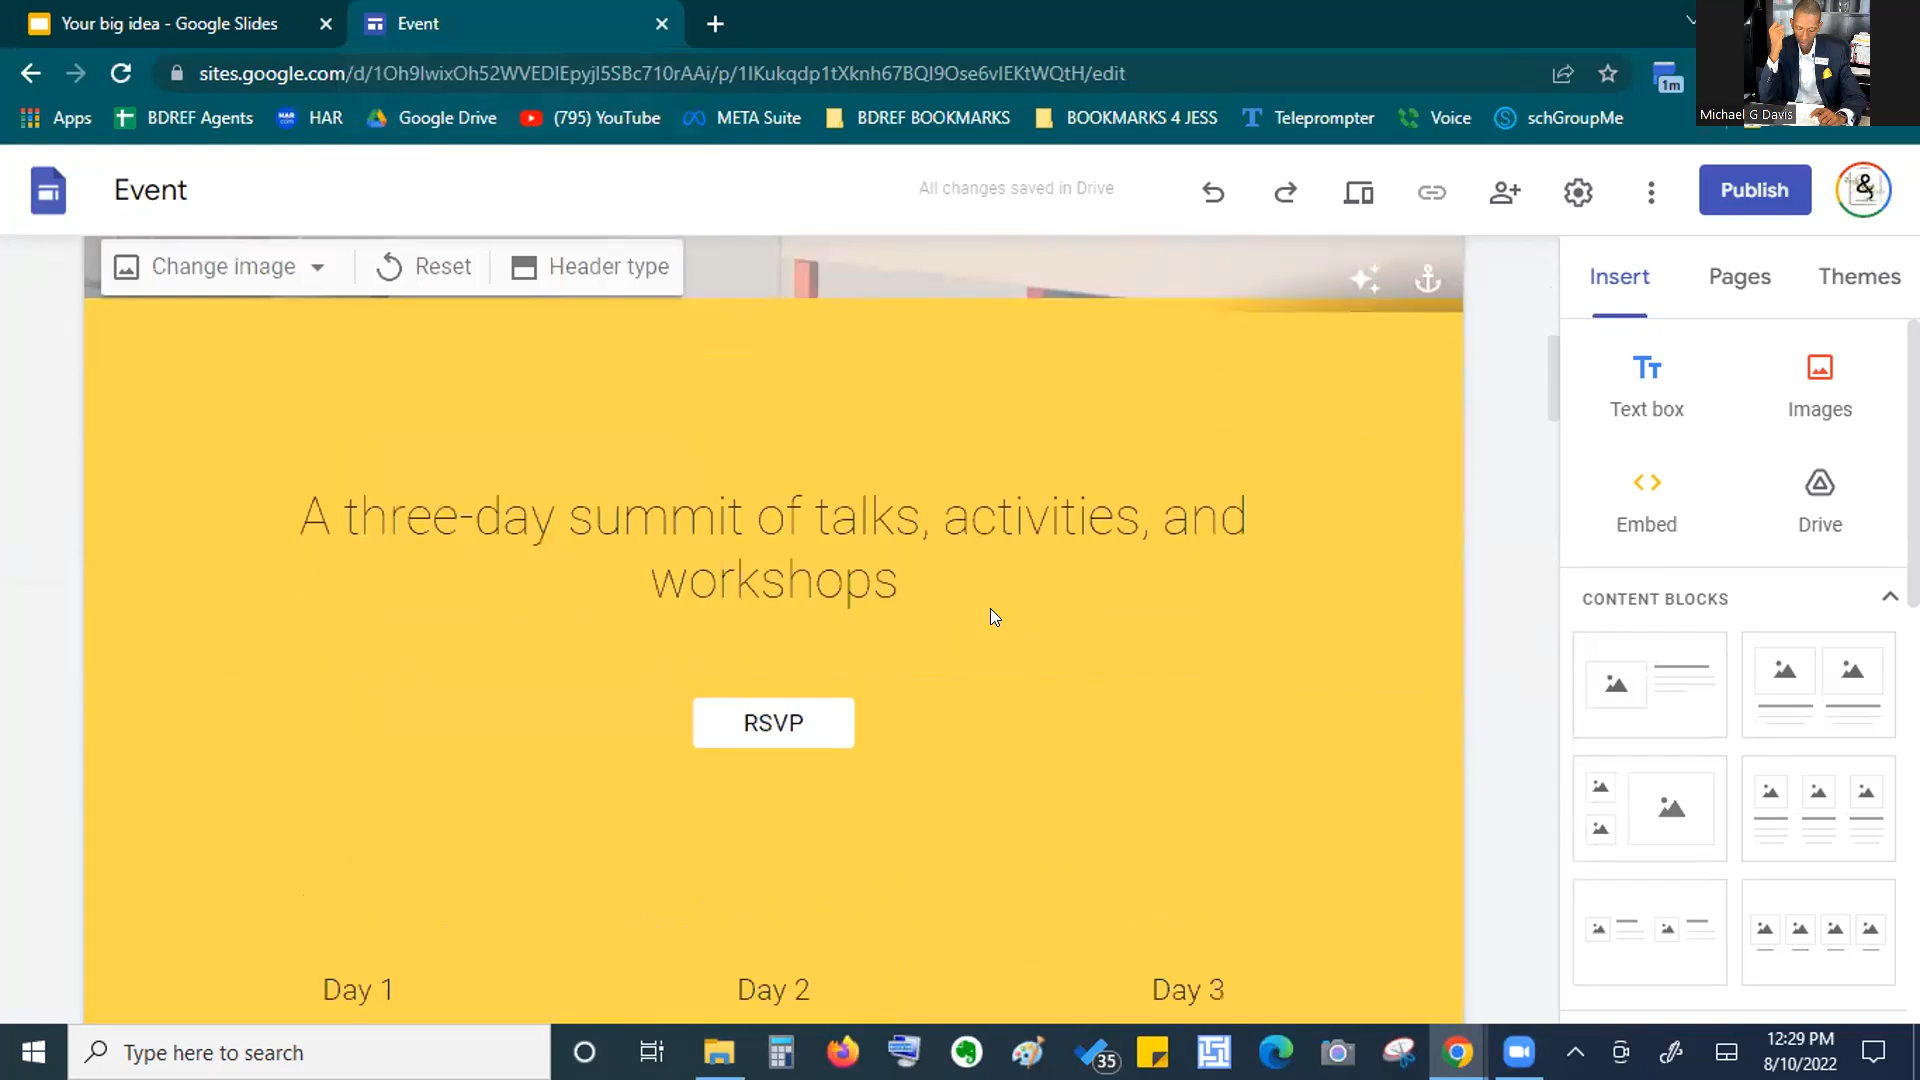 Your big idea - Google Slides
Event
sites.google.com/d/1Oh9IwixOh52WVEDIEpyjI5SBc710rAAi/p/1IKukqdp1tXknh67BQI9Ose6vIEKtWQtH/edit
1m
Apps
BDREF Agents
HAR
Google Drive
(795) YouTube
META Suite
BDREF BOOKMARKS
BOOKMARKS 4 JESS
Teleprompter
Voice
schGroupMe
Michael G Davis
Event
All changes saved in Drive
Publish
&
Change image
Reset
Header type
Insert
Pages
Themes
Text box
Images
Embed
Drive
CONTENT BLOCKS
A three-day summit of talks, activities, and
workshops
RSVP
Day 1
Day 2
Day 3
Type here to search
35
12:29 PM
8/10/2022